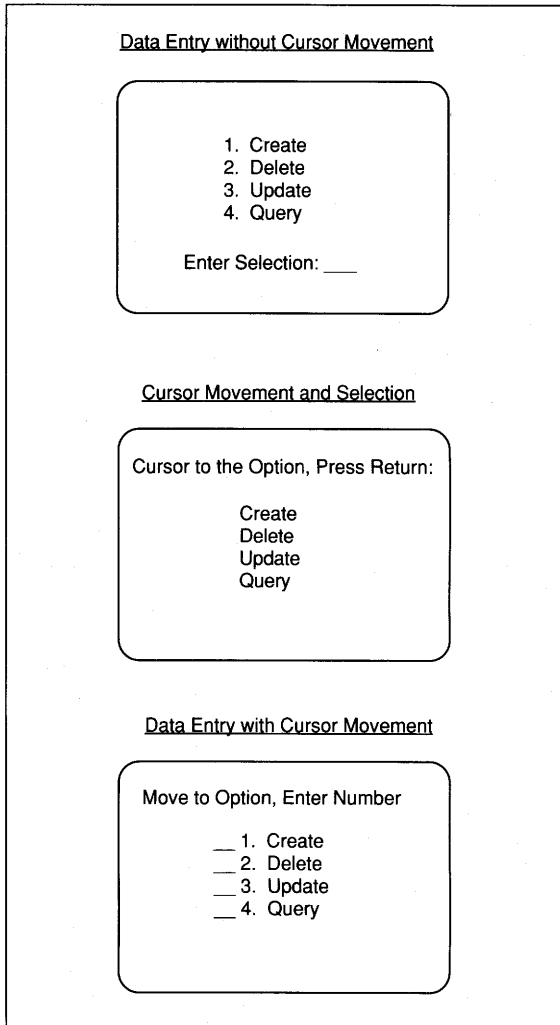 Data Entry without Cursor Movement
1. Create
2. Delete
3. Update
4. Query
Enter Selection: ___
Cursor Movement and Selection
Cursor to the Option, Press Return:
Create
Delete
Update
Query
Data Entry with Cursor Movement
Move to Option, Enter Number
__ 1. Create
__ 2. Delete
__ 3. Update
__ 4. Query